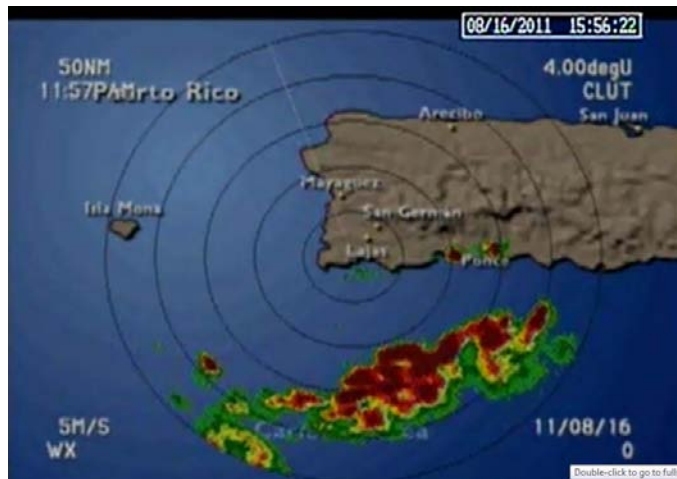 08/16/2011 15:56:22
50NM
4.00degU
CLUT
Arecibo
San Juan
Mayaguez
Isla Mona
San German
Lajas
Ponce
5M/S
WX
11/08/16
0
Double-click to go to full